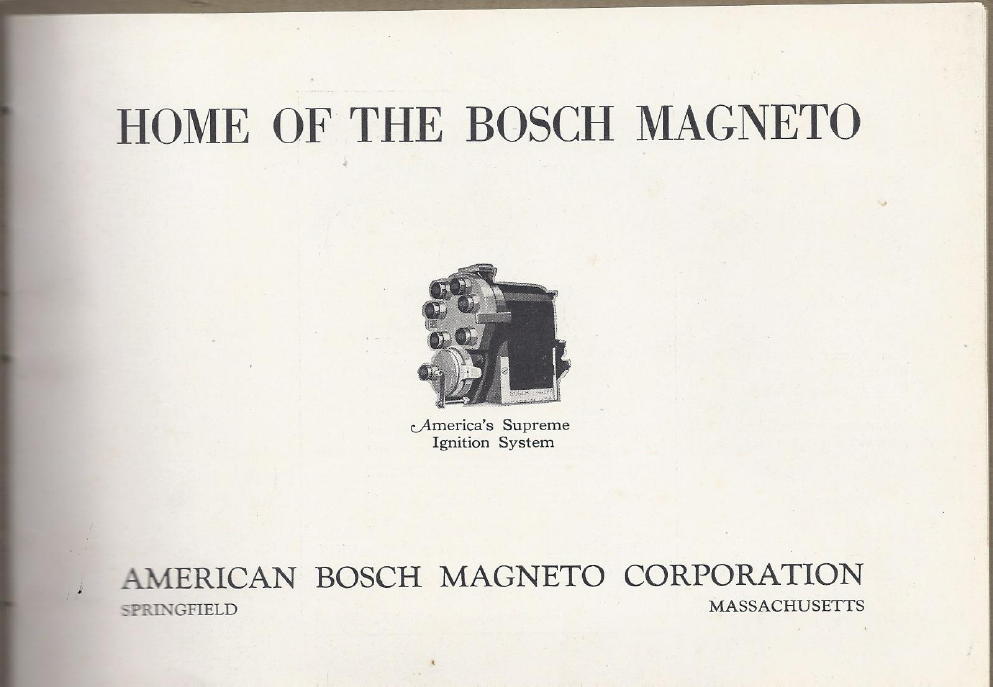 HOME OF THE BOSCH MAGNETO
America's Supreme
Ignition System
AMERICAN BOSCH MAGNETO CORPORATION
SPRINGFIELD MASSACHUSETTS